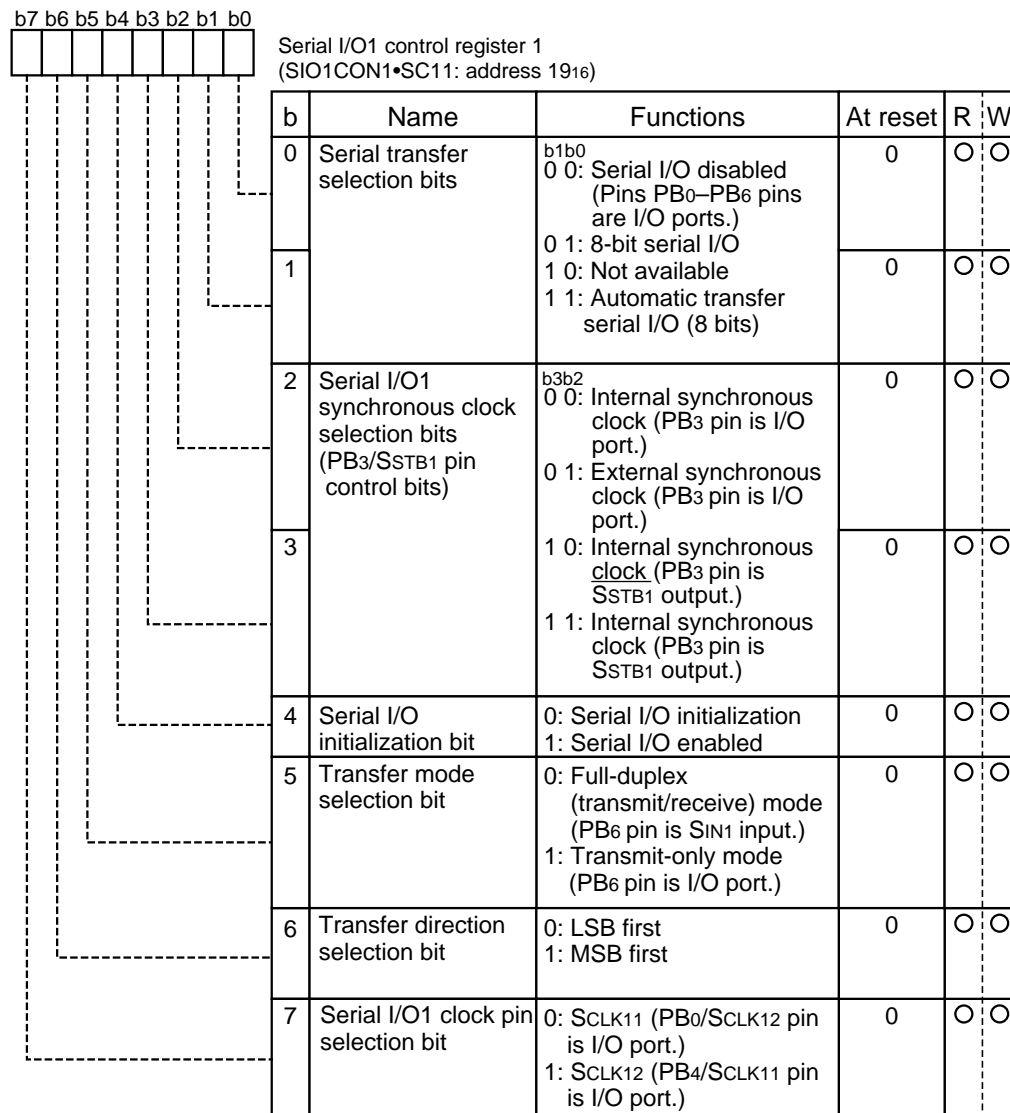 b7 b6 b5 b4 b3 b2 b1 b0
Serial I/O1 control register 1
(SIO1CON1•SC11: address 1916)
b Name Functions At reset R W
0 Serial transfer selection bits
b1b0
0 0: Serial I/O disabled
(Pins PB0–PB6 pins
are I/O ports.)
0 1: 8-bit serial I/O
1 0: Not available
1 1: Automatic transfer
serial I/O (8 bits)
0
1
0
2 Serial I/O1
synchronous clock
selection bits
(PB3/SSTB1 pin
control bits)
b3b2
0 0: Internal synchronous
clock (PB3 pin is I/O
port.)
0 1: External synchronous
clock (PB3 pin is I/O
port.)
1 0: Internal synchronous
clock (PB3 pin is
SSTB1 output.)
1 1: Internal synchronous
clock (PB3 pin is
SSTB1 output.)
0
3
0
4 Serial I/O
initialization bit
0: Serial I/O initialization
1: Serial I/O enabled
0
5 Transfer mode
selection bit
0: Full-duplex
(transmit/receive) mode
(PB6 pin is SIN1 input.)
1: Transmit-only mode
(PB6 pin is I/O port.)
0
6 Transfer direction
selection bit
0: LSB first
1: MSB first
0
7 Serial I/O1 clock pin
selection bit
0: SCLK11 (PB0/SCLK12 pin
is I/O port.)
1: SCLK12 (PB4/SCLK11 pin
is I/O port.)
0